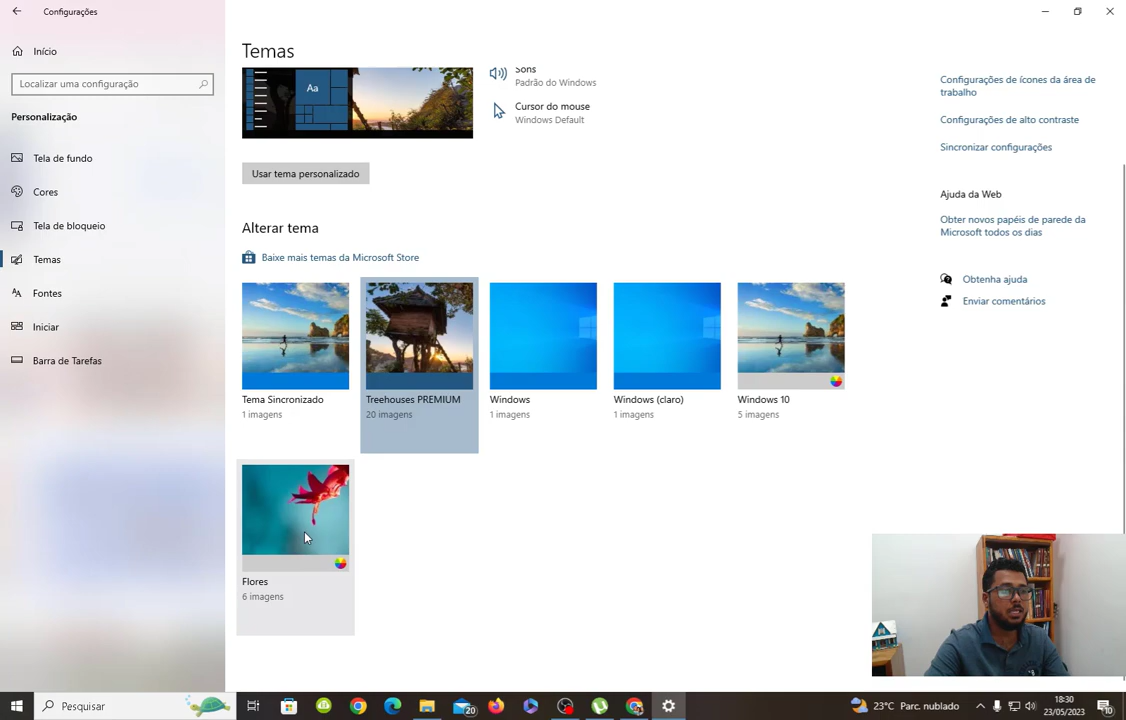 Configurações
Início
Localizar uma configuração
Personalização
Tela de fundo
Cores
Tela de bloqueio
Temas
Fontes
Iniciar
Barra de Tarefas
Temas
Aa
Sons
Padrão do Windows
Cursor do mouse
Windows Default
Usar tema personalizado
Alterar tema
Baixe mais temas da Microsoft Store
Tema Sincronizado
1 imagens
Treehouses PREMIUM
20 imagens
Windows
1 imagens
Windows (claro)
1 imagens
Windows 10
5 imagens
Flores
6 imagens
Configurações de ícones da área de
trabalho
Configurações de alto contraste
Sincronizar configurações
Ajuda da Web
Obter novos papéis de parede da
Microsoft todos os dias
Obtenha ajuda
Enviar comentários
Pesquisar
20
23°C Parc. nublado
18:30
23/05/2023
10